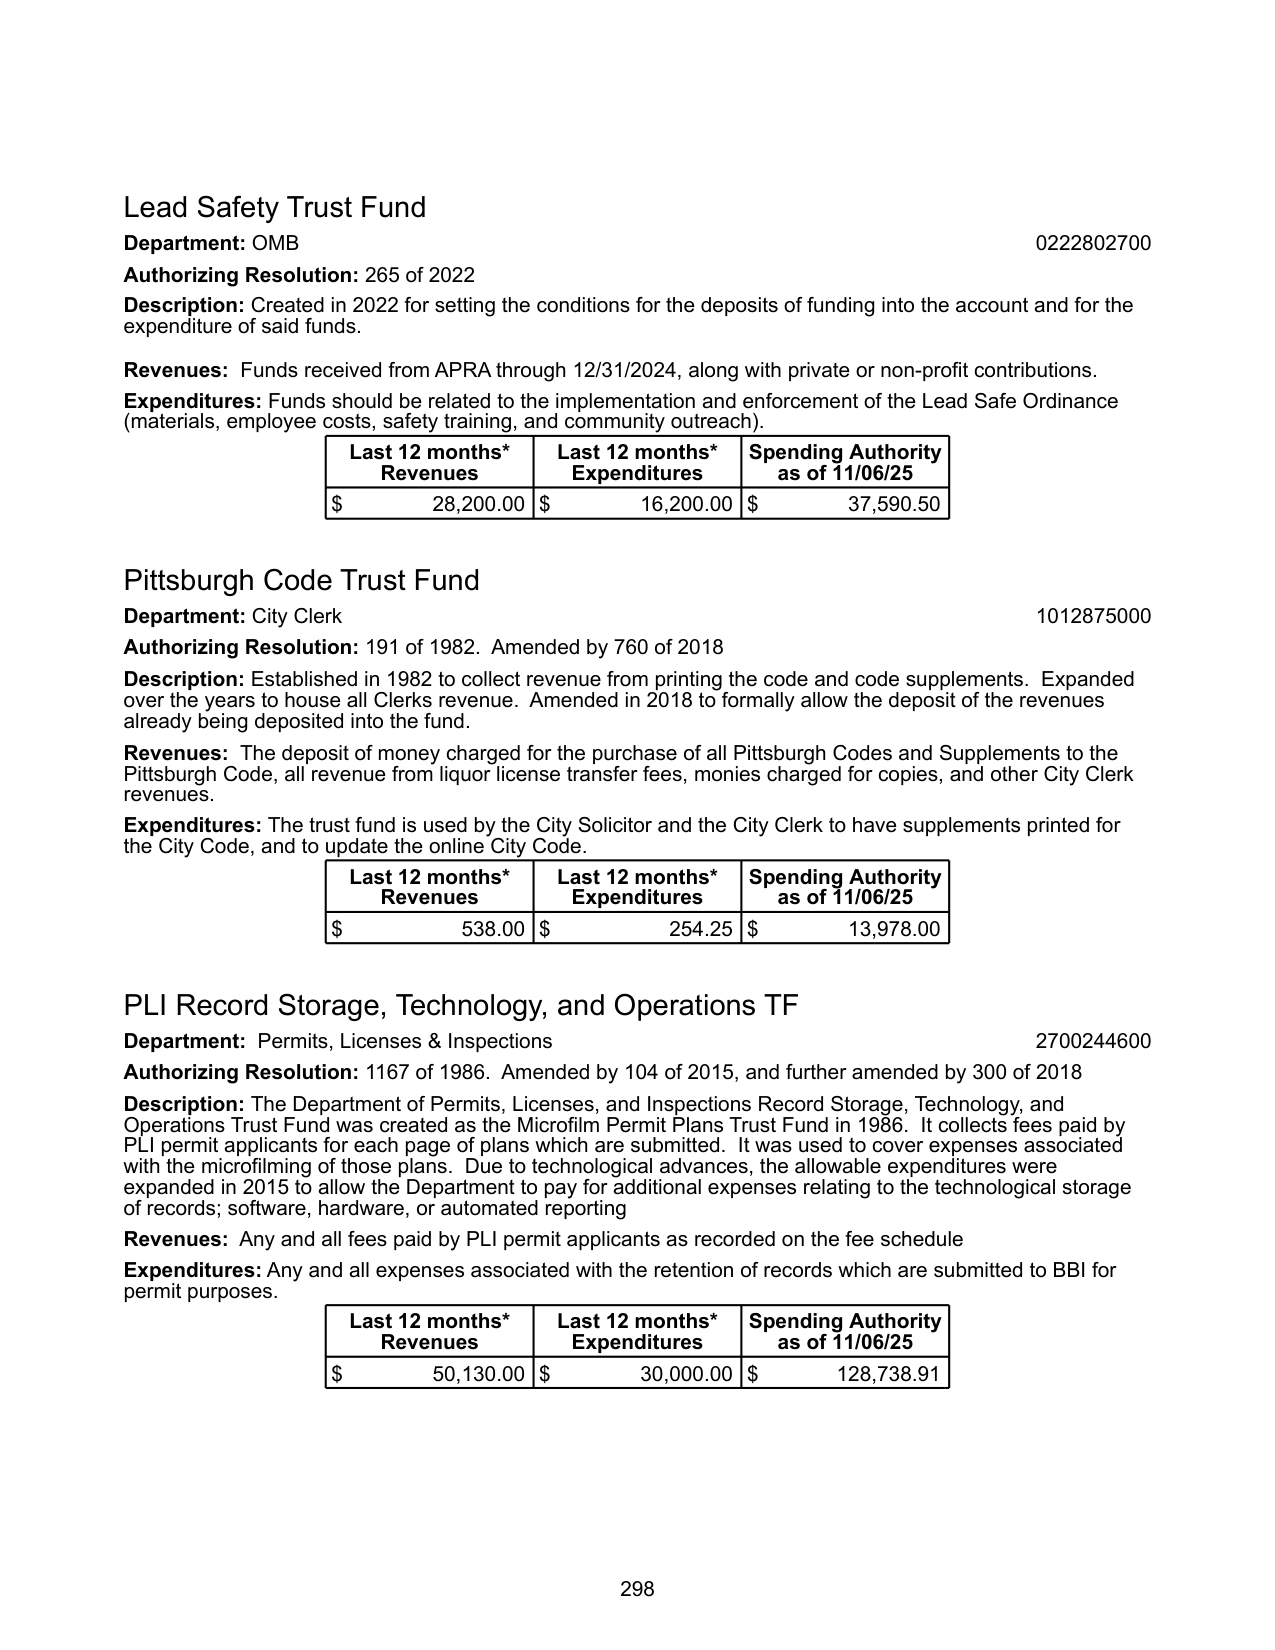 Lead Safety Trust Fund
Department: OMB 0222802700
Authorizing Resolution: 265 of 2022
Description: Created in 2022 for setting the conditions for the deposits of funding into the account and for the
expenditure of said funds.
Revenues:  Funds received from APRA through 12/31/2024, along with private or non-profit contributions.
Expenditures: Funds should be related to the implementation and enforcement of the Lead Safe Ordinance
(materials, employee costs, safety training, and community outreach).
Last 12 months* Last 12 months* Spending Authority
Revenues Expenditures as of 11/06/25
$ 28,200.00 $ 16,200.00 $ 37,590.50
Pittsburgh Code Trust Fund
Department: City Clerk 1012875000
Authorizing Resolution: 191 of 1982.  Amended by 760 of 2018
Description: Established in 1982 to collect revenue from printing the code and code supplements.  Expanded
over the years to house all Clerks revenue.  Amended in 2018 to formally allow the deposit of the revenues
already being deposited into the fund.
Revenues:  The deposit of money charged for the purchase of all Pittsburgh Codes and Supplements to the
Pittsburgh Code, all revenue from liquor license transfer fees, monies charged for copies, and other City Clerk
revenues.
Expenditures: The trust fund is used by the City Solicitor and the City Clerk to have supplements printed for
the City Code, and to update the online City Code.
Last 12 months* Last 12 months* Spending Authority
Revenues Expenditures as of 11/06/25
$ 538.00 $ 254.25 $ 13,978.00
PLI Record Storage, Technology, and Operations TF
Department:  Permits, Licenses & Inspections 2700244600
Authorizing Resolution: 1167 of 1986.  Amended by 104 of 2015, and further amended by 300 of 2018
Description: The Department of Permits, Licenses, and Inspections Record Storage, Technology, and
Operations Trust Fund was created as the Microfilm Permit Plans Trust Fund in 1986.  It collects fees paid by
PLI permit applicants for each page of plans which are submitted.  It was used to cover expenses associated
with the microfilming of those plans.  Due to technological advances, the allowable expenditures were
expanded in 2015 to allow the Department to pay for additional expenses relating to the technological storage
of records; software, hardware, or automated reporting
Revenues:  Any and all fees paid by PLI permit applicants as recorded on the fee schedule
Expenditures: Any and all expenses associated with the retention of records which are submitted to BBI for
permit purposes.
Last 12 months* Last 12 months* Spending Authority
Revenues Expenditures as of 11/06/25
$ 50,130.00 $ 30,000.00 $ 128,738.91
298